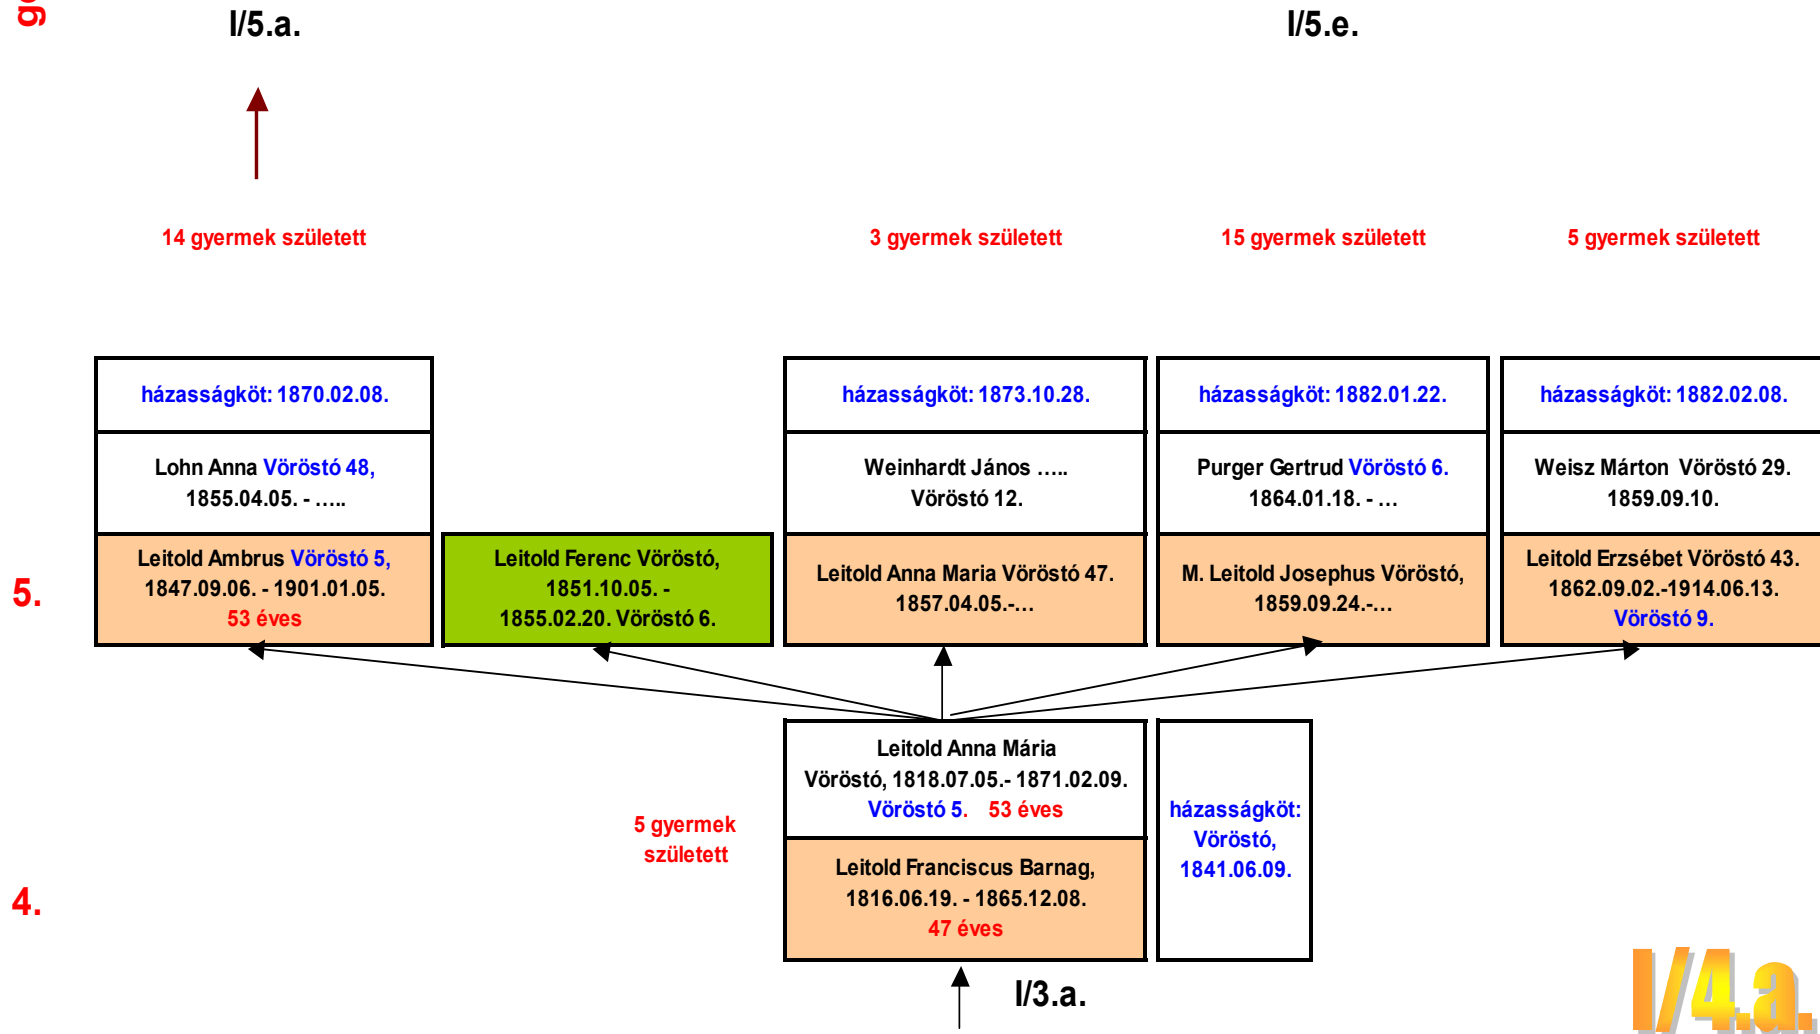 I/5.a.
I/5.e.
14 gyermek született
3 gyermek született
15 gyermek született
5 gyermek született
házasságköt: 1870.02.08.
Lohn Anna Vöröstó 48,
1855.04.05. - .....
Leitold Ambrus Vöröstó 5,
1847.09.06. - 1901.01.05.
53 éves
Leitold Ferenc Vöröstó,
1851.10.05. -
1855.02.20. Vöröstó 6.
házasságköt: 1873.10.28.
Weinhardt János .....
Vöröstó 12.
Leitold Anna Maria Vöröstó 47.
1857.04.05.-...
házasságköt: 1882.01.22.
Purger Gertrud Vöröstó 6.
1864.01.18. - ...
M. Leitold Josephus Vöröstó,
1859.09.24.-...
házasságköt: 1882.02.08.
Weisz Márton Vöröstó 29.
1859.09.10.
Leitold Erzsébet Vöröstó 43.
1862.09.02.-1914.06.13.
Vöröstó 9.
5.
Leitold Anna Mária
Vöröstó, 1818.07.05.- 1871.02.09.
Vöröstó 5. 53 éves
5 gyermek
született
házasságköt:
Vöröstó,
1841.06.09.
Leitold Franciscus Barnag,
1816.06.19. - 1865.12.08.
47 éves
4.
I/3.a.
I/4.a.